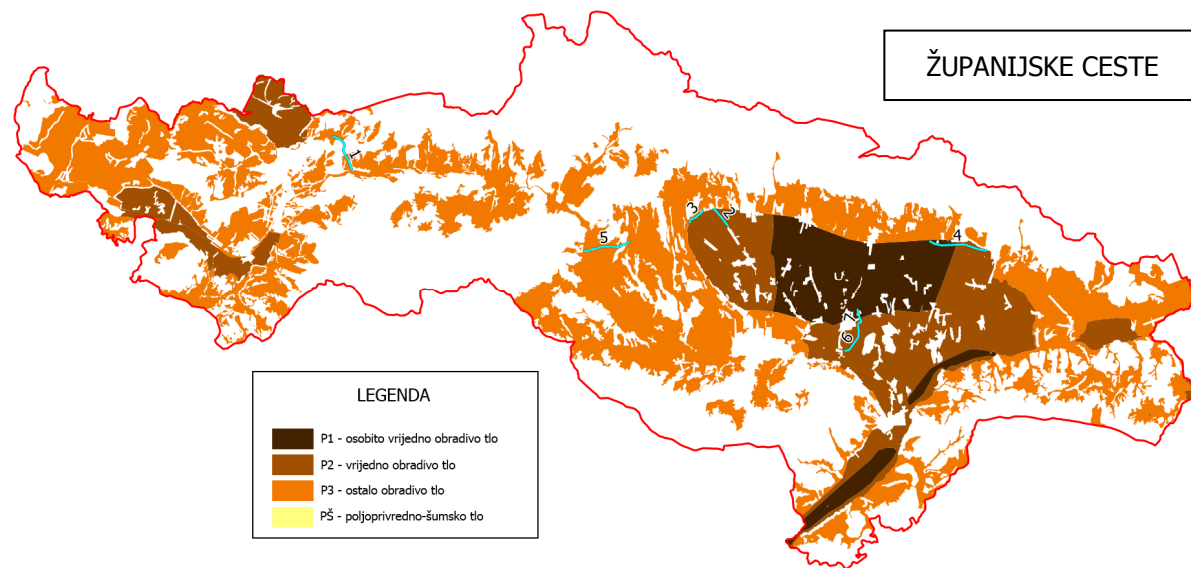 ŽUPANIJSKE CESTE
1
3
2
5
4
7
6
LEGENDA
P1 - osobito vrijedno obradivo tlo
P2 - vrijedno obradivo tlo
P3 - ostalo obradivo tlo
PŠ - poljoprivredno-šumsko tlo